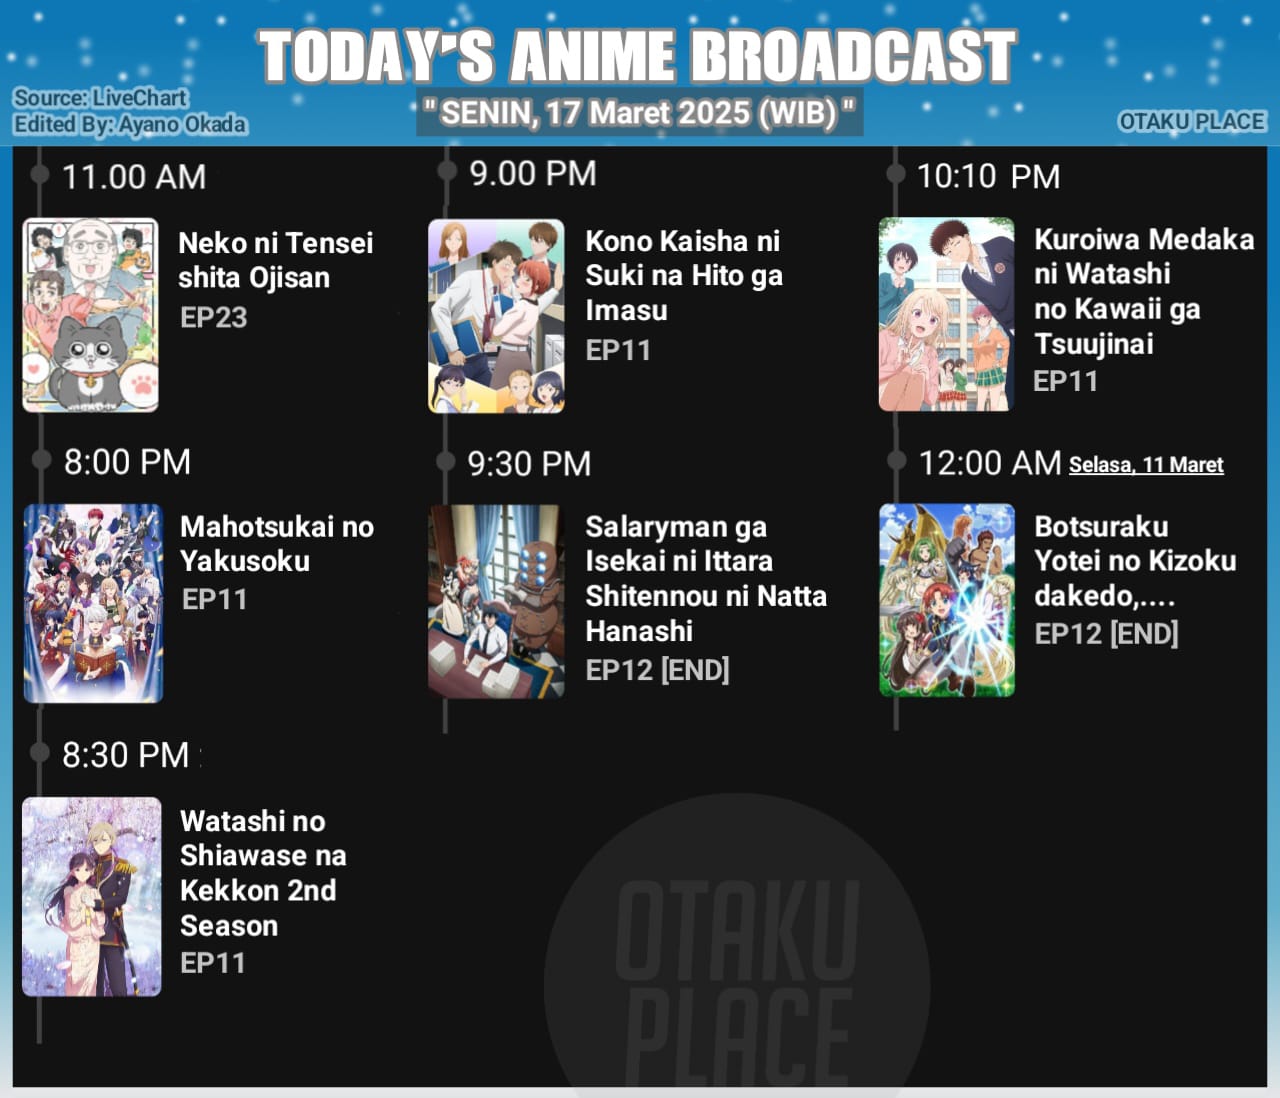 TODAY'S ANIME BROADCAST
Source: LiveChart
Edited By: Ayano Okada
" SENIN, 17 Maret 2025 (WIB) "
OTAKU PLACE
11.00 AM
Neko ni Tensei
shita Ojisan
EP23
8:00 PM
Mahotsukai no
Yakusoku
EP11
8:30 PM :
Watashi no
Shiawase na
Kekkon 2nd
Season
EP11
9.00 PM
Kono Kaisha ni
Suki na Hito ga
Imasu
EP11
9:30 PM
Salaryman ga
Isekai ni Ittara
Shitennou ni Natta
Hanashi
EP12 [END]
10:10 PM
Kuroiwa Medaka
ni Watashi
no Kawaii ga
Tsuujinai
EP11
12:00 AM Selasa, 11 Maret
Botsuraku
Yotei no Kizoku
dakedo,....
EP12 [END]
OTAKU
PLACE